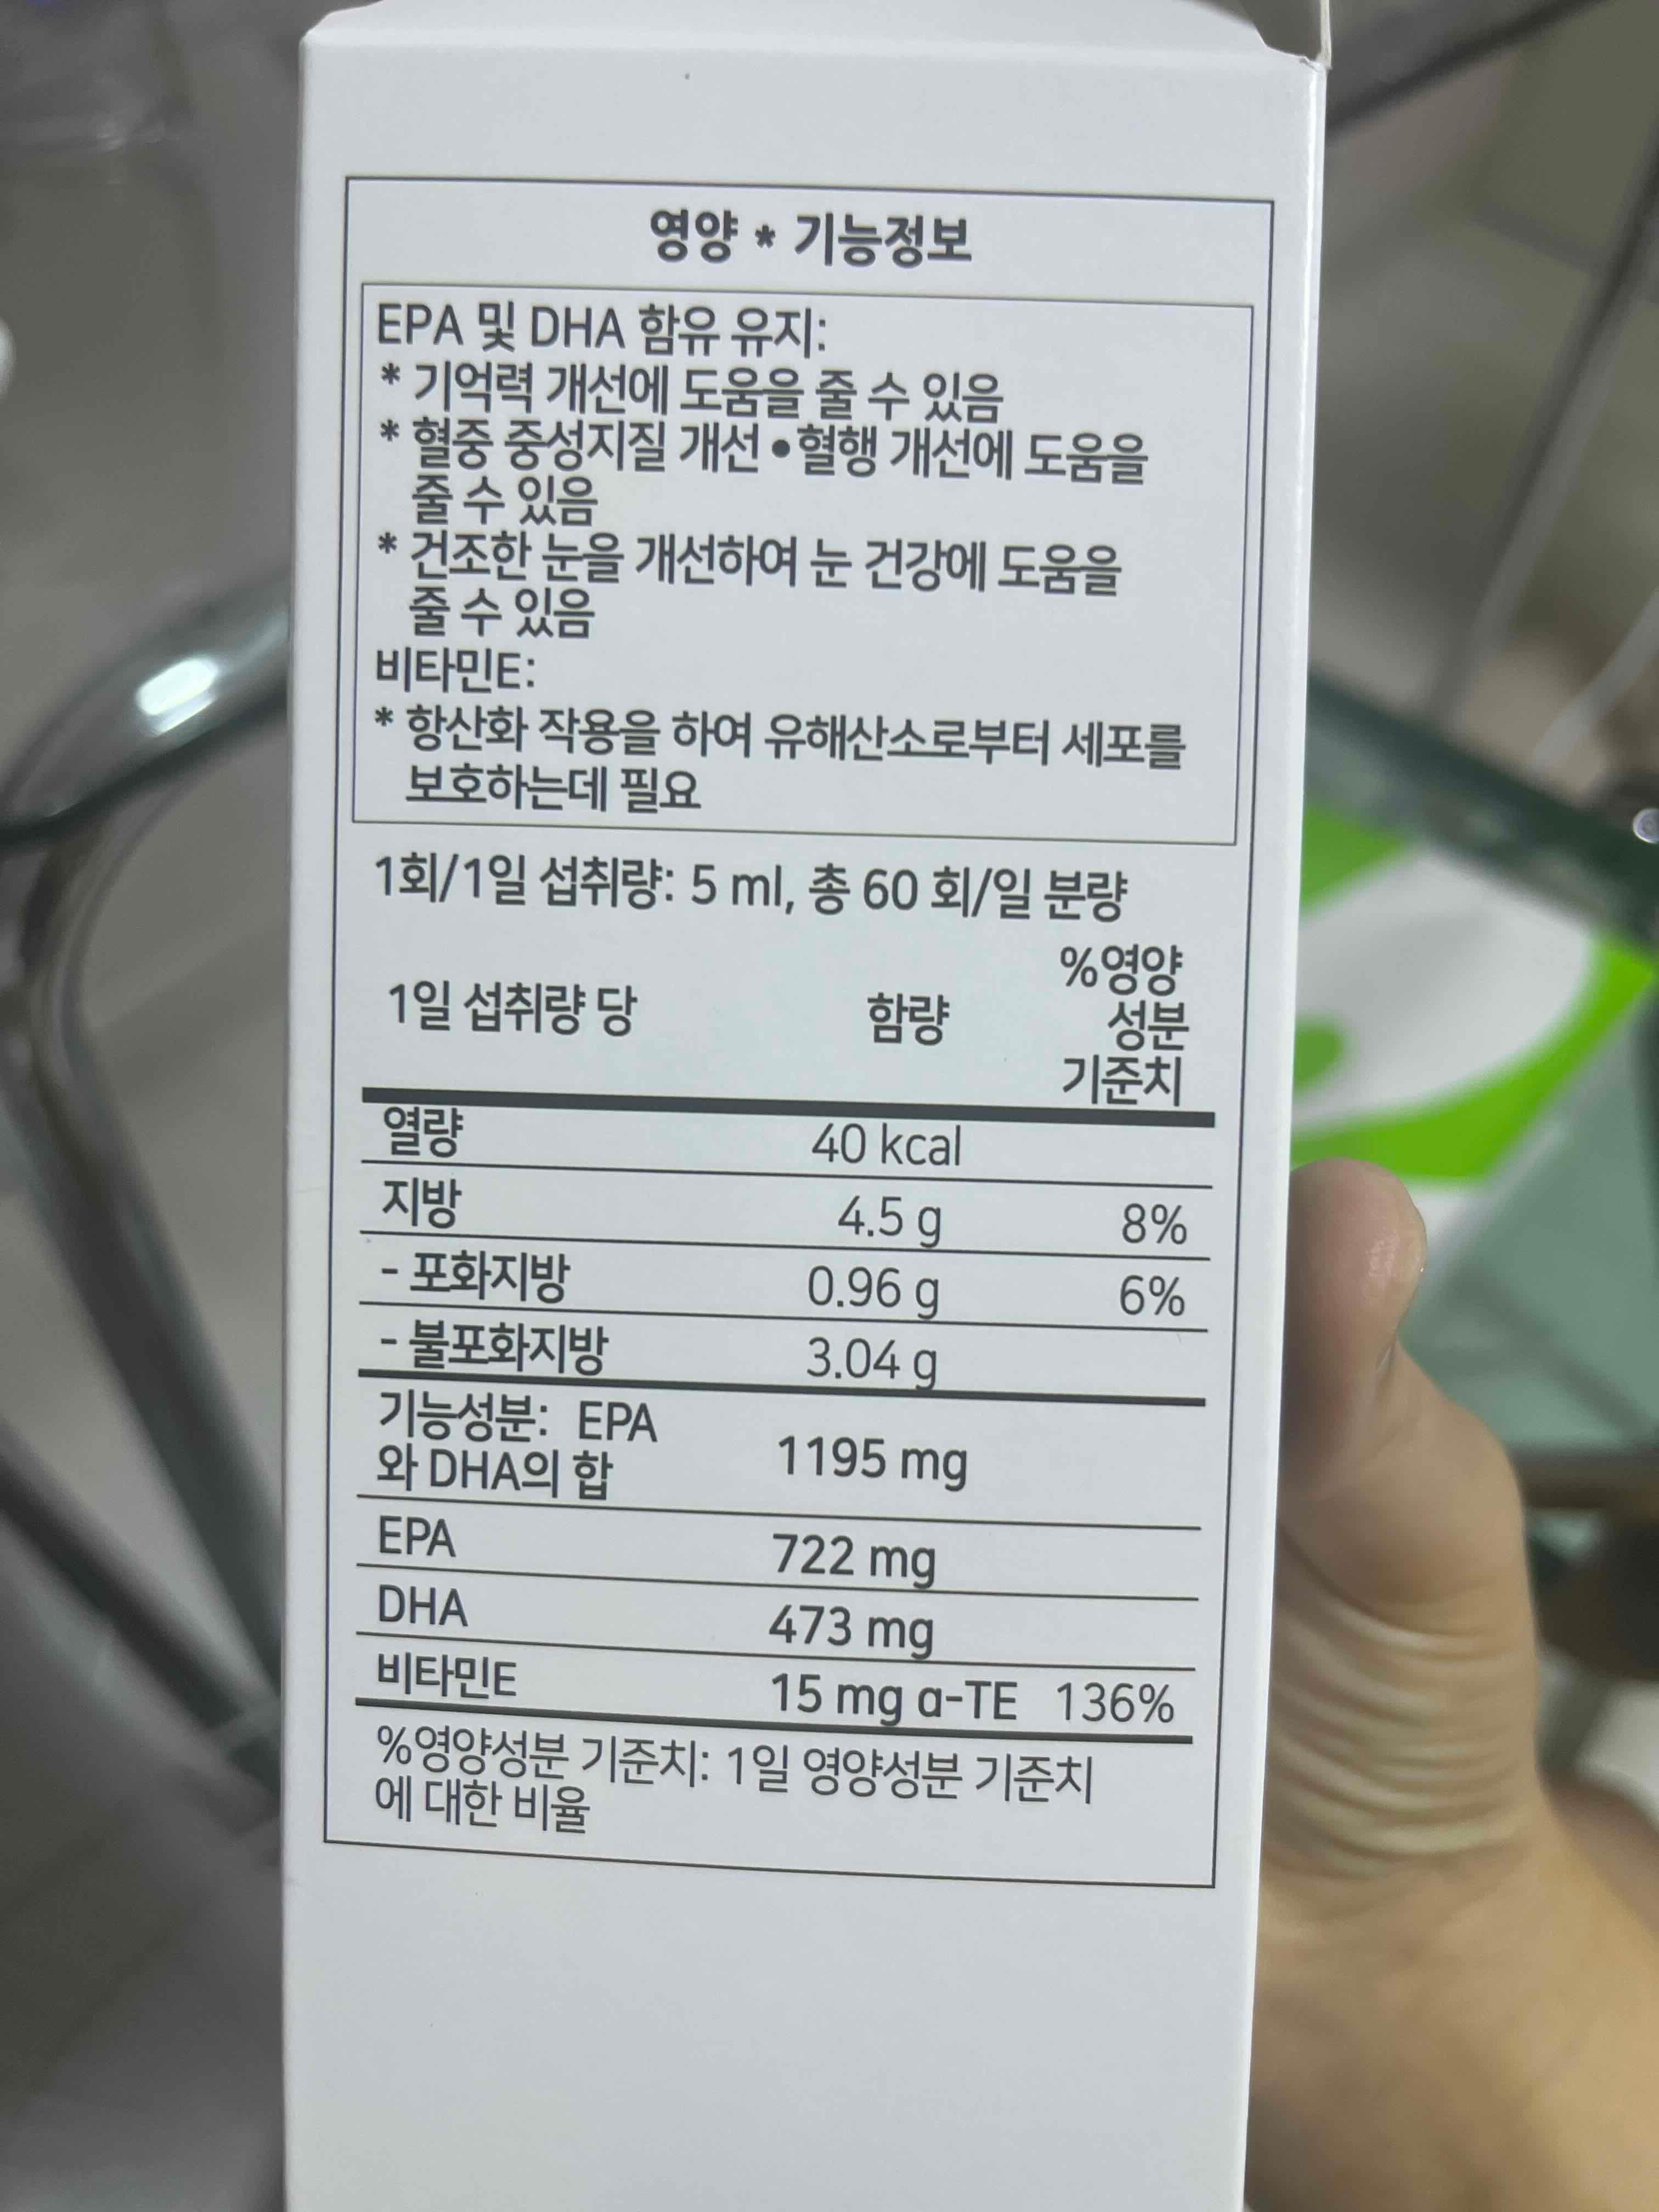 영양 * 기능정보
EPA 및 DHA 함유 유지:
* 기억력 개선에 도움을 줄 수 있음
* 혈중 중성지질 개선•혈행 개선에 도움을
줄 수 있음
* 건조한 눈을 개선하여 눈 건강에 도움을
줄 수 있음
비타민E:
* 항산화 작용을 하여 유해산소로부터 세포를
보호하는데 필요
1회/1일 섭취량: 5 ml, 총 60 회/일 분량
1일 섭취량 당 함량 %영양
성분
기준치
열량 40 kcal
지방 4.5 g 8%
- 포화지방 0.96 g 6%
- 불포화지방 3.04 g
기능성분: EPA
와 DHA의 합 1195 mg
EPA 722 mg
DHA 473 mg
비타민E 15 mg α-TE 136%
%영양성분 기준치: 1일 영양성분 기준치
에 대한 비율